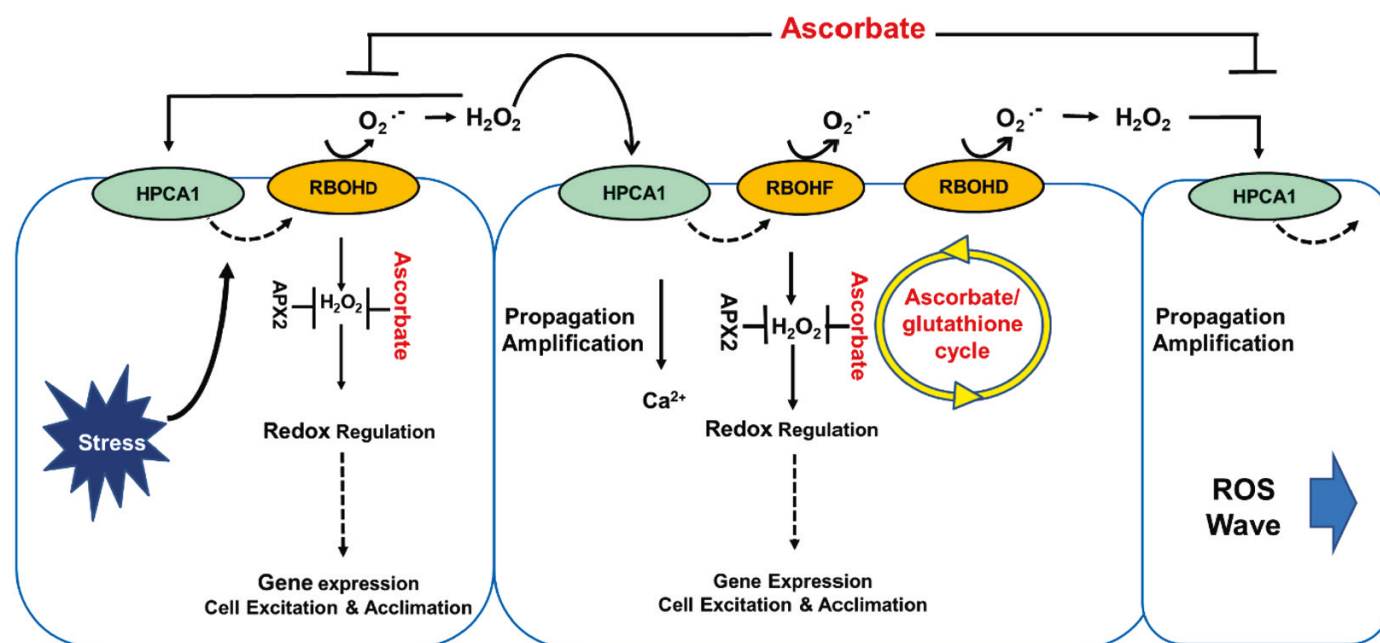 Ascorbate
O₂·⁻
H₂O₂
O₂·⁻
O₂·⁻
H₂O₂
HPCA1
RBOHD
HPCA1
RBOHF
RBOHD
HPCA1
APX2
H₂O₂
Ascorbate
Stress
Redox Regulation
Gene expression
Cell Excitation & Acclimation
Propagation
Amplification
Ca²⁺
APX2
H₂O₂
Ascorbate
Ascorbate/
glutathione
cycle
Redox Regulation
Gene Expression
Cell Excitation & Acclimation
Propagation
Amplification
ROS
Wave